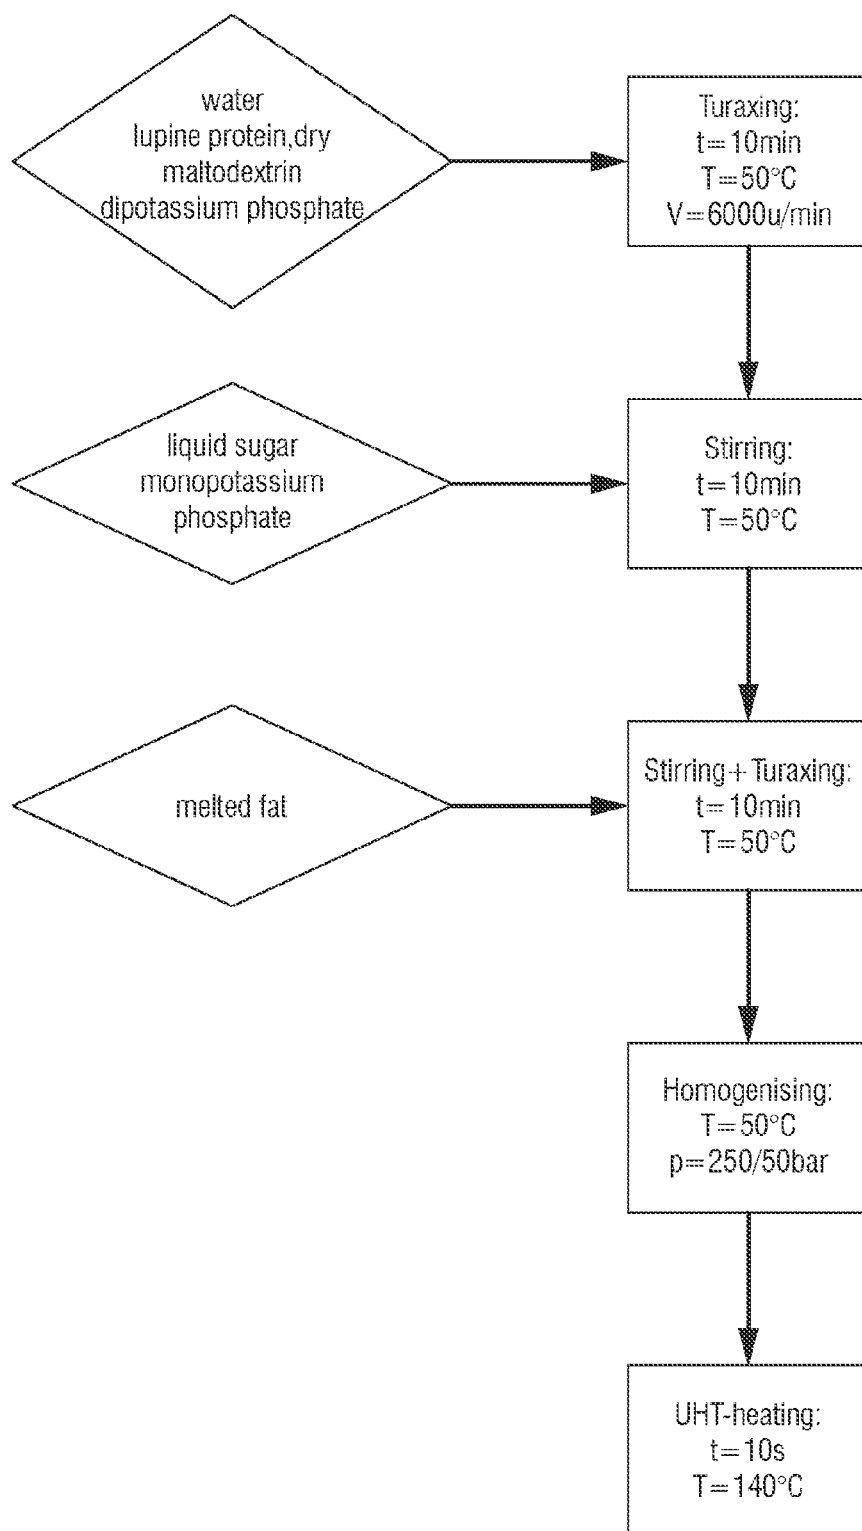 water
lupine protein,dry
maltodextrin
dipotassium phosphate
Turaxing:
t=10min
T=50°C
V=6000u/min
liquid sugar
monopotassium
phosphate
Stirring:
t=10min
T=50°C
melted fat
Stirring+Turaxing:
t=10min
T=50°C
Homogenising:
T=50°C
p=250/50bar
UHT-heating:
t=10s
T=140°C